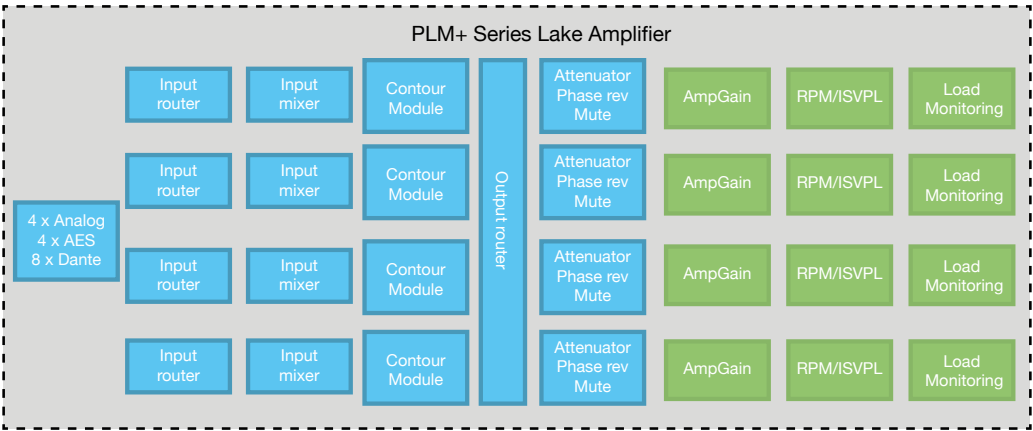 PLM+ Series Lake Amplifier
4 x Analog
4 x AES
8 x Dante
Input
router
Input
mixer
Contour
Module
Output router
Attenuator
Phase rev
Mute
AmpGain
RPM/ISVPL
Load
Monitoring
Input
router
Input
mixer
Contour
Module
Attenuator
Phase rev
Mute
AmpGain
RPM/ISVPL
Load
Monitoring
Input
router
Input
mixer
Contour
Module
Attenuator
Phase rev
Mute
AmpGain
RPM/ISVPL
Load
Monitoring
Input
router
Input
mixer
Contour
Module
Attenuator
Phase rev
Mute
AmpGain
RPM/ISVPL
Load
Monitoring